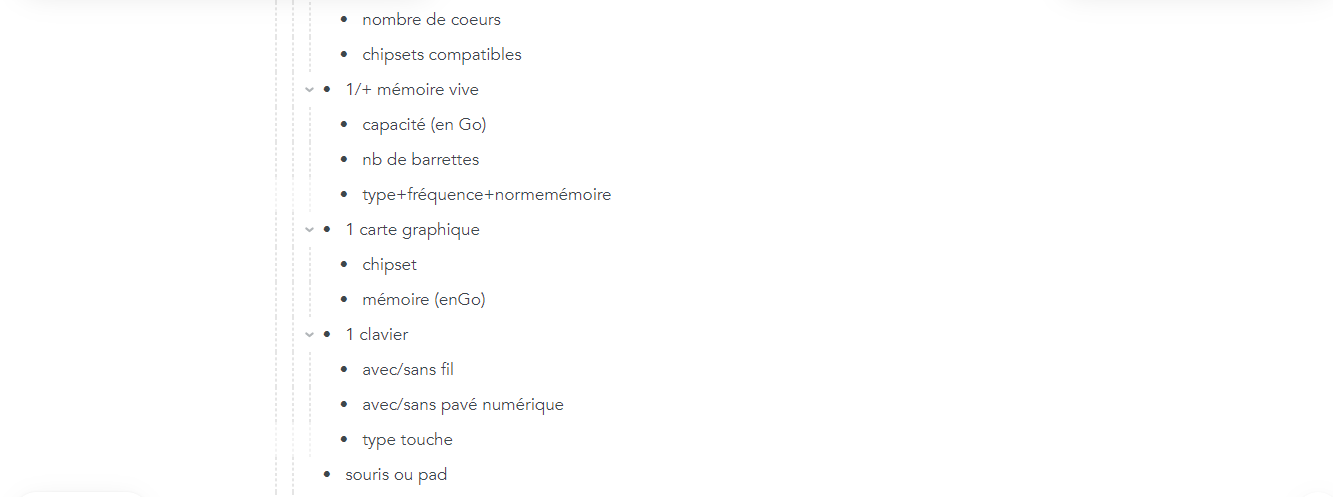 nombre de coeurs
chipsets compatibles
1/+ mémoire vive
capacité (en Go)
nb de barrettes
type+fréquence+normemémoire
1 carte graphique
chipset
mémoire (enGo)
1 clavier
avec/sans fil
avec/sans pavé numérique
type touche
souris ou pad